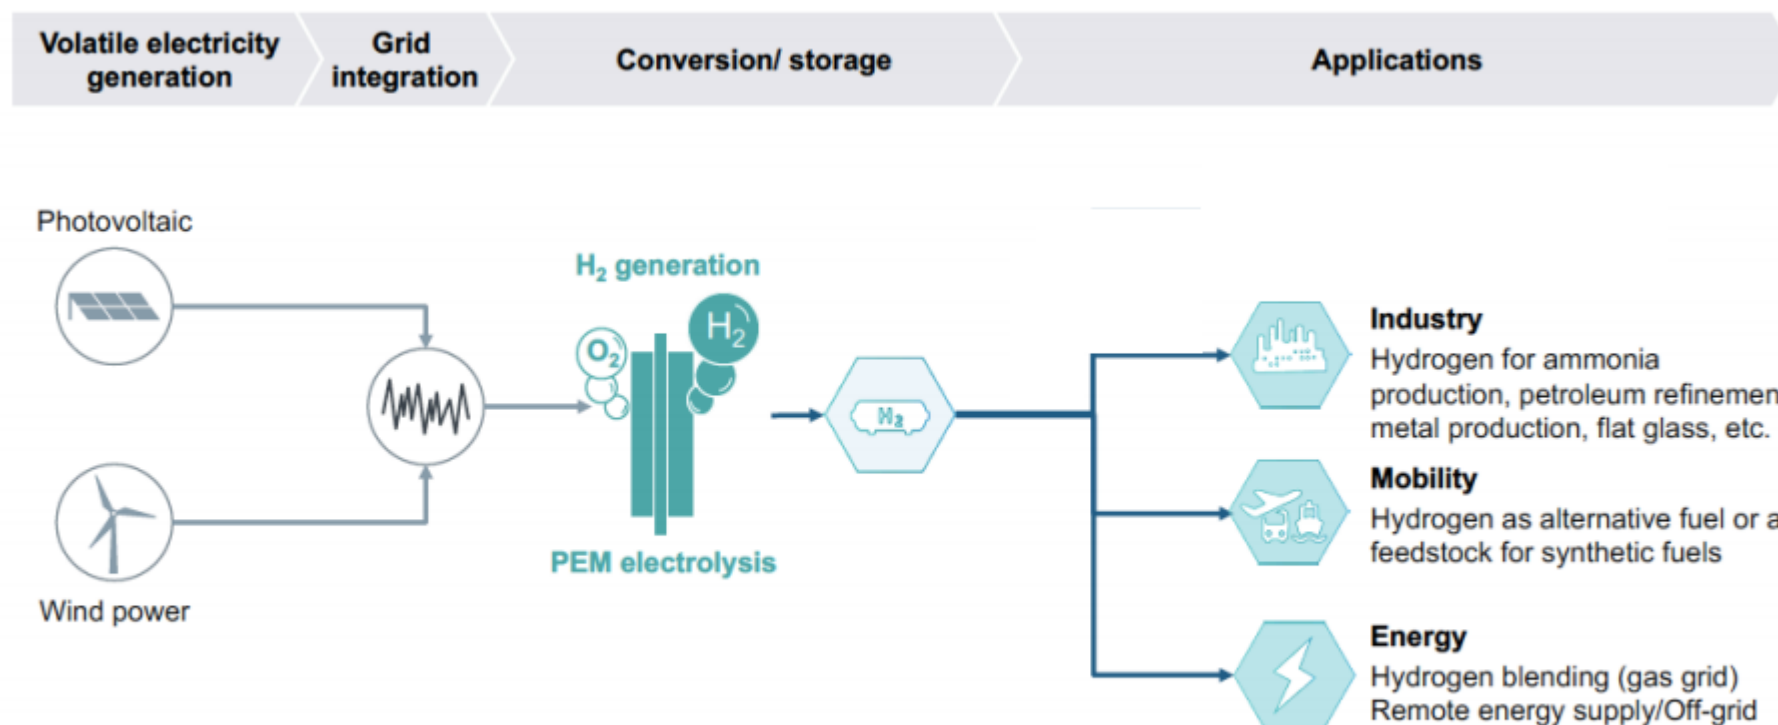 Volatile electricity
generation
Grid
integration
Conversion/ storage
Applications
Photovoltaic
Wind power
H₂ generation
O₂
H₂
PEM electrolysis
H₂
Industry
Hydrogen for ammonia
production, petroleum refinemen
metal production, flat glass, etc.
Mobility
Hydrogen as alternative fuel or a
feedstock for synthetic fuels
Energy
Hydrogen blending (gas grid)
Remote energy supply/Off-grid